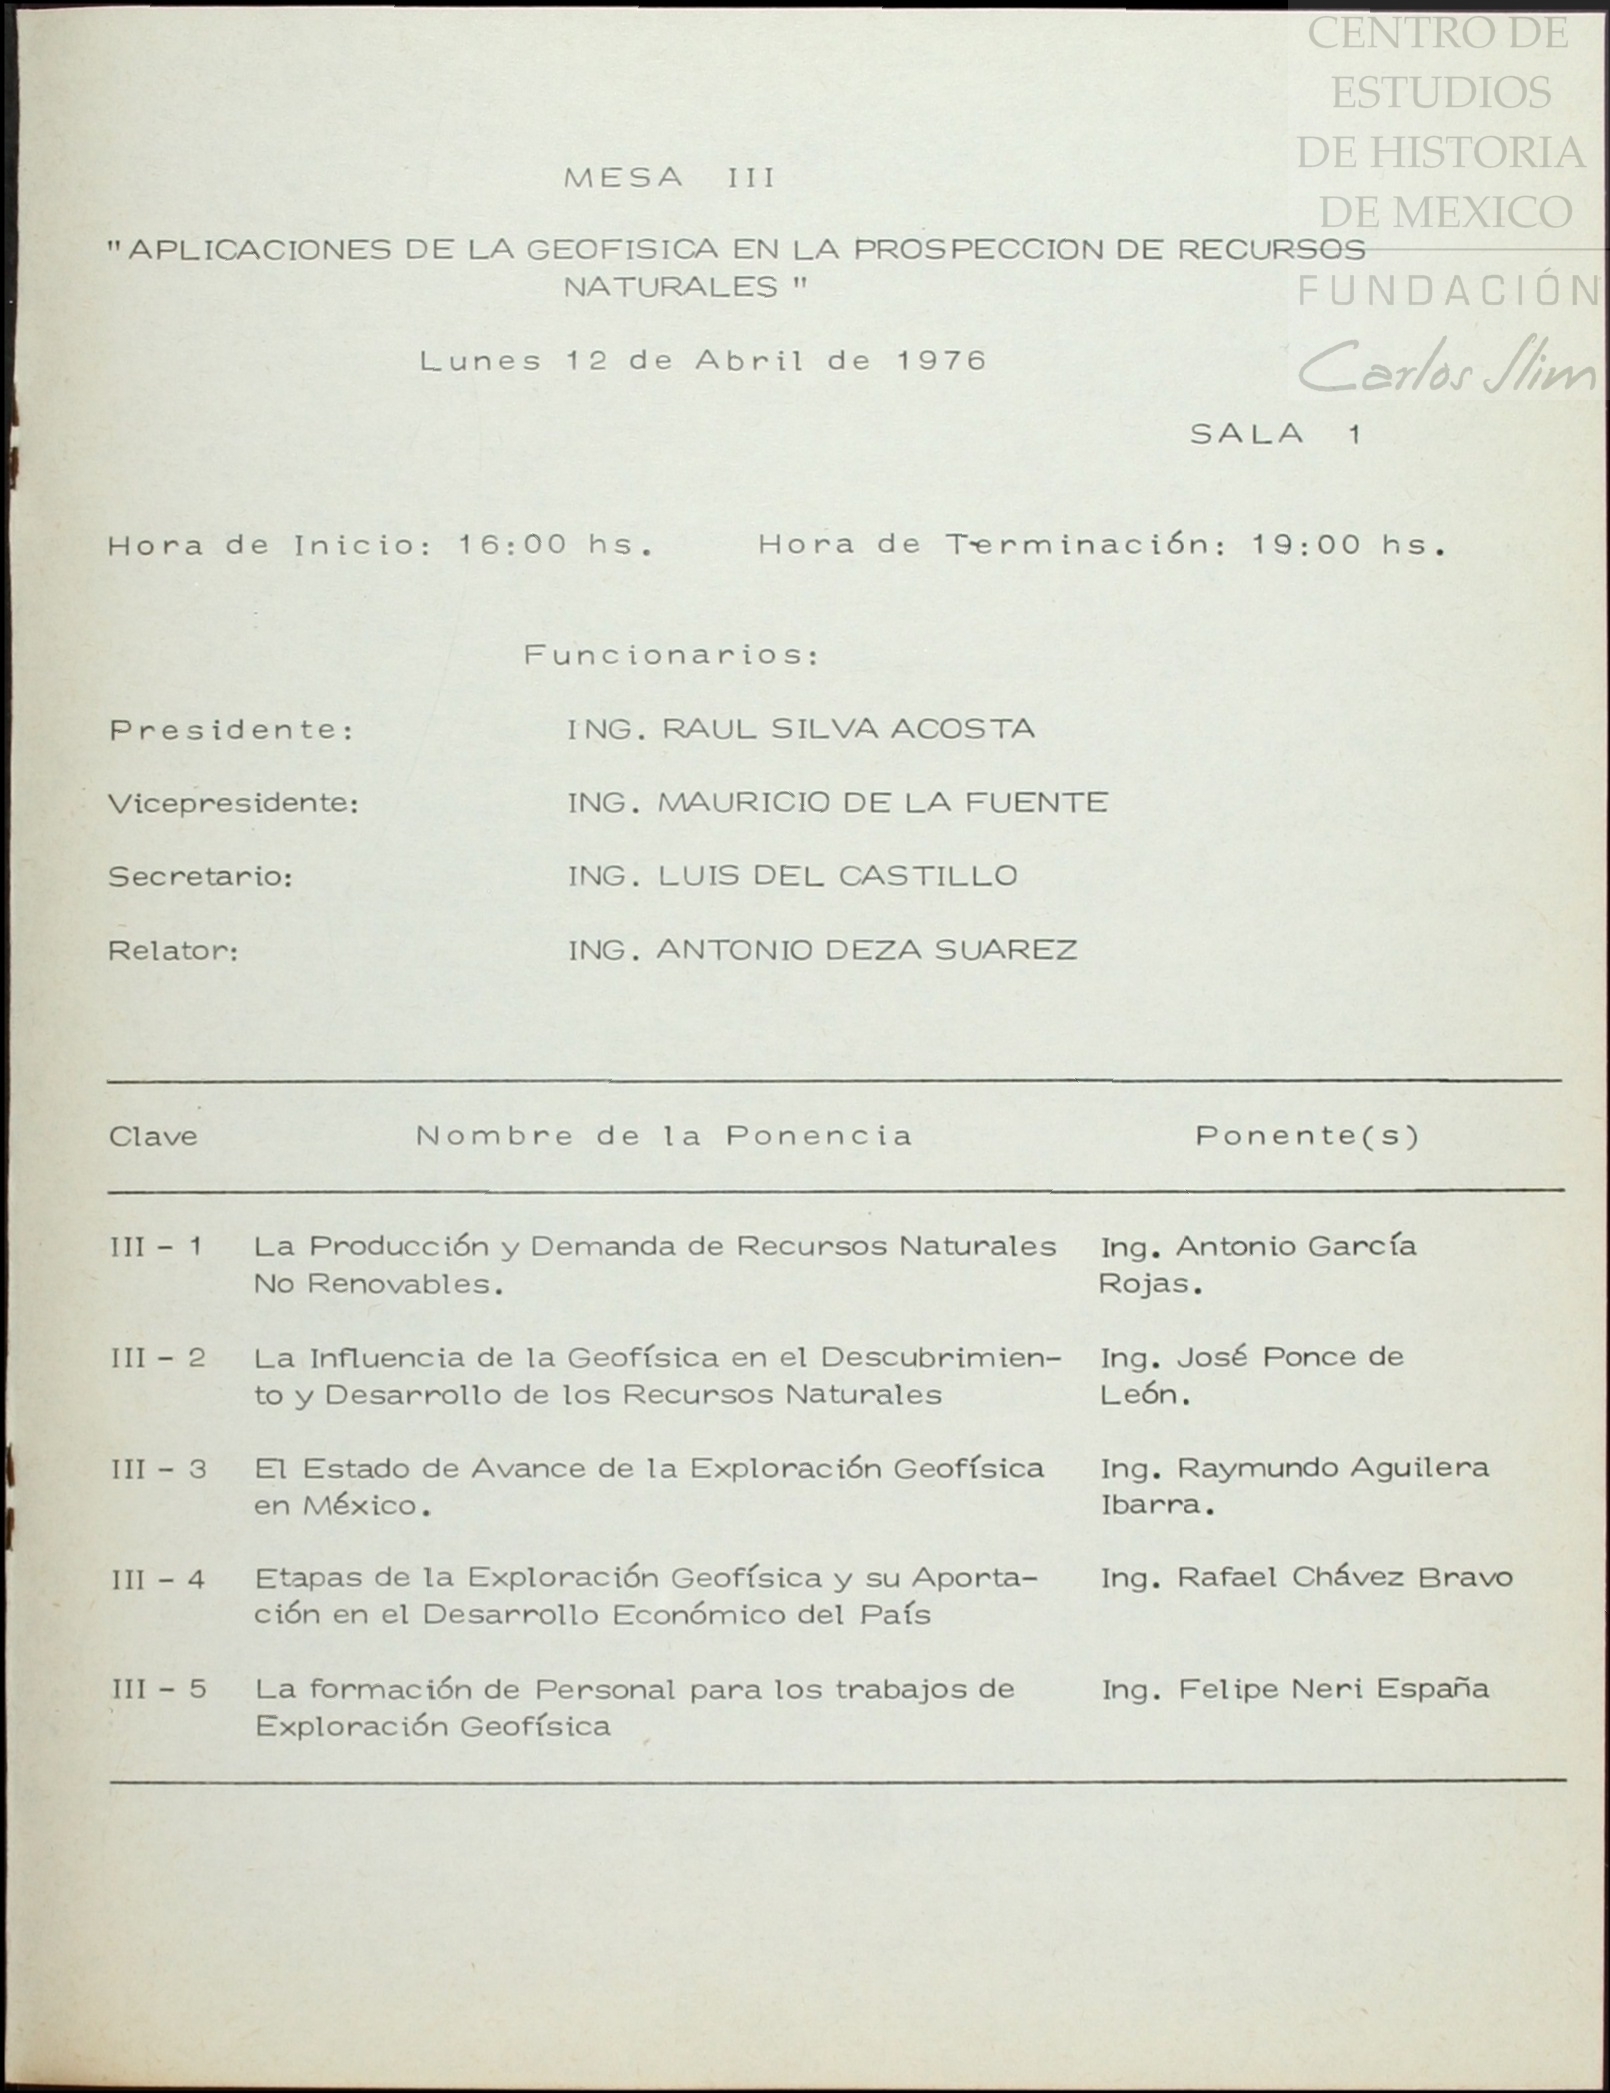 CENTRO DE
ESTUDIOS
DE HISTORIA
DE MEXICO
FUNDACIÓN
Carlos Slim
MESA III
"APLICACIONES DE LA GEOFISICA EN LA PROSPECCION DE RECURSOS
NATURALES"
Lunes 12 de Abril de 1976
SALA 1
Hora de Inicio: 16:00 hs. Hora de Terminación: 19:00 hs.
Funcionarios:
Presidente: ING. RAUL SILVA ACOSTA
Vicepresidente: ING. MAURICIO DE LA FUENTE
Secretario: ING. LUIS DEL CASTILLO
Relator: ING. ANTONIO DEZA SUAREZ
Clave Nombre de la Ponencia Ponente(s)
III - 1 La Producción y Demanda de Recursos Naturales Ing. Antonio García
No Renovables. Rojas.
III - 2 La Influencia de la Geofísica en el Descubrimien- Ing. José Ponce de
to y Desarrollo de los Recursos Naturales León.
III - 3 El Estado de Avance de la Exploración Geofísica Ing. Raymundo Aguilera
en México. Ibarra.
III - 4 Etapas de la Exploración Geofísica y su Aporta- Ing. Rafael Chávez Bravo
ción en el Desarrollo Económico del País
III - 5 La formación de Personal para los trabajos de Ing. Felipe Neri España
Exploración Geofísica